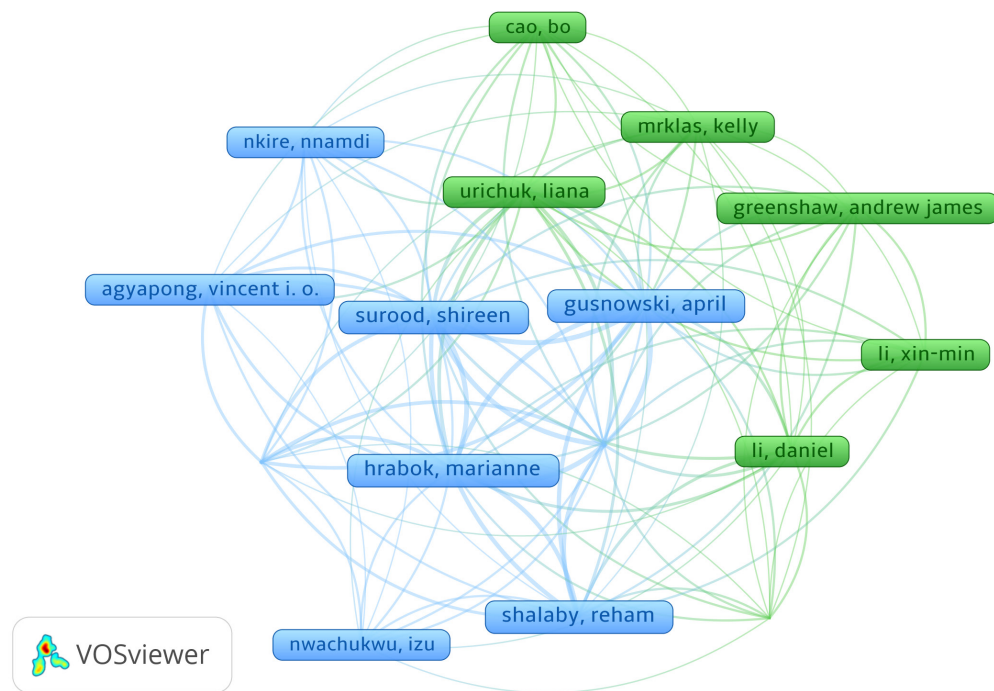 cao, bo
mrklas, kelly
nkire, nnamdi
urichuk, liana
greenshaw, andrew james
agyapong, vincent i. o.
gusnowski, april
surood, shireen
li, xin-min
li, daniel
hrabok, marianne
shalaby, reham
nwachukwu, izu
VOSviewer